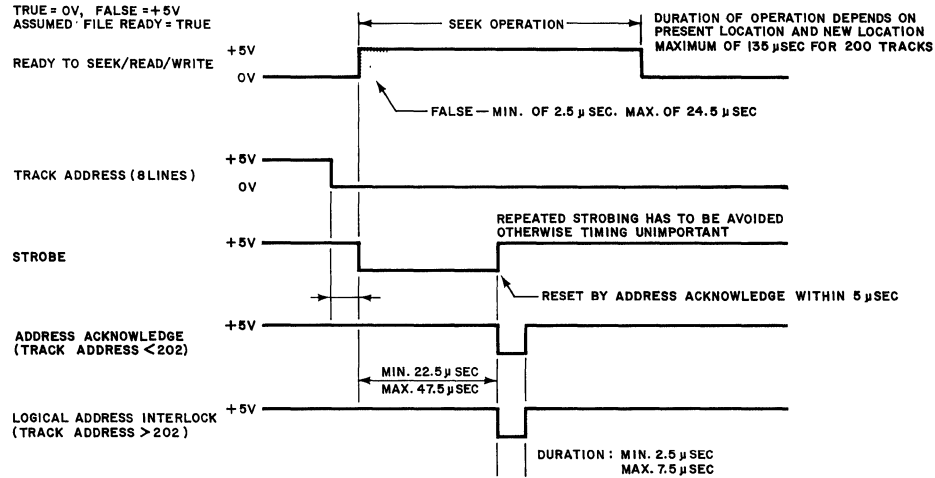 TRUE = 0V, FALSE = +5V
ASSUMED FILE READY = TRUE
SEEK OPERATION
DURATION OF OPERATION DEPENDS ON
PRESENT LOCATION AND NEW LOCATION
MAXIMUM OF 135 µSEC FOR 200 TRACKS
+5V
READY TO SEEK/READ/WRITE
0V
FALSE — MIN. OF 2.5 µ SEC. MAX. OF 24.5 µ SEC
+5V
TRACK ADDRESS (8LINES)
0V
REPEATED STROBING HAS TO BE AVOIDED
OTHERWISE TIMING UNIMPORTANT
+5V
STROBE
RESET BY ADDRESS ACKNOWLEDGE WITHIN 5 µSEC
+5V
ADDRESS ACKNOWLEDGE
(TRACK ADDRESS <202)
MIN. 22.5 µ SEC
MAX. 47.5 µ SEC
+5V
LOGICAL ADDRESS INTERLOCK
(TRACK ADDRESS > 202)
DURATION : MIN. 2.5 µ SEC
MAX. 7.5 µ SEC